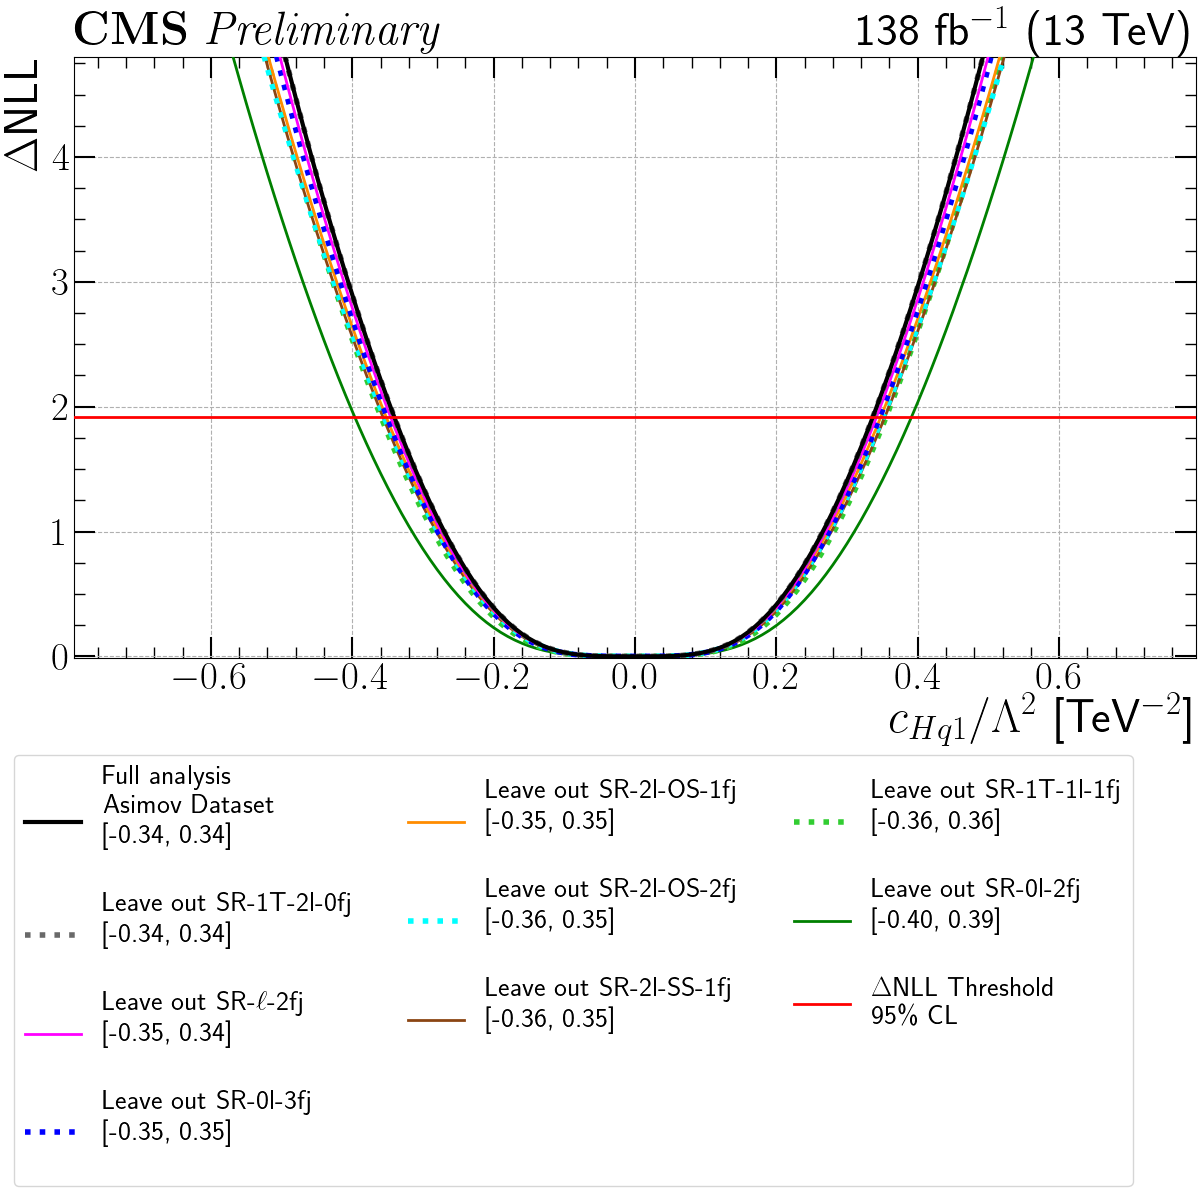 CMS Preliminary 138 fb⁻¹ (13 TeV)
ΔNLL
4
3
2
1
0
−0.6 −0.4 −0.2 0.0 0.2 0.4 0.6
c_{Hq1}/Λ² [TeV⁻²]
Full analysis
Asimov Dataset
[-0.34, 0.34]
Leave out SR-1T-2l-0fj
[-0.34, 0.34]
Leave out SR-ℓ-2fj
[-0.35, 0.34]
Leave out SR-0l-3fj
[-0.35, 0.35]
Leave out SR-2l-OS-1fj
[-0.35, 0.35]
Leave out SR-2l-OS-2fj
[-0.36, 0.35]
Leave out SR-2l-SS-1fj
[-0.36, 0.35]
Leave out SR-1T-1l-1fj
[-0.36, 0.36]
Leave out SR-0l-2fj
[-0.40, 0.39]
ΔNLL Threshold
95% CL